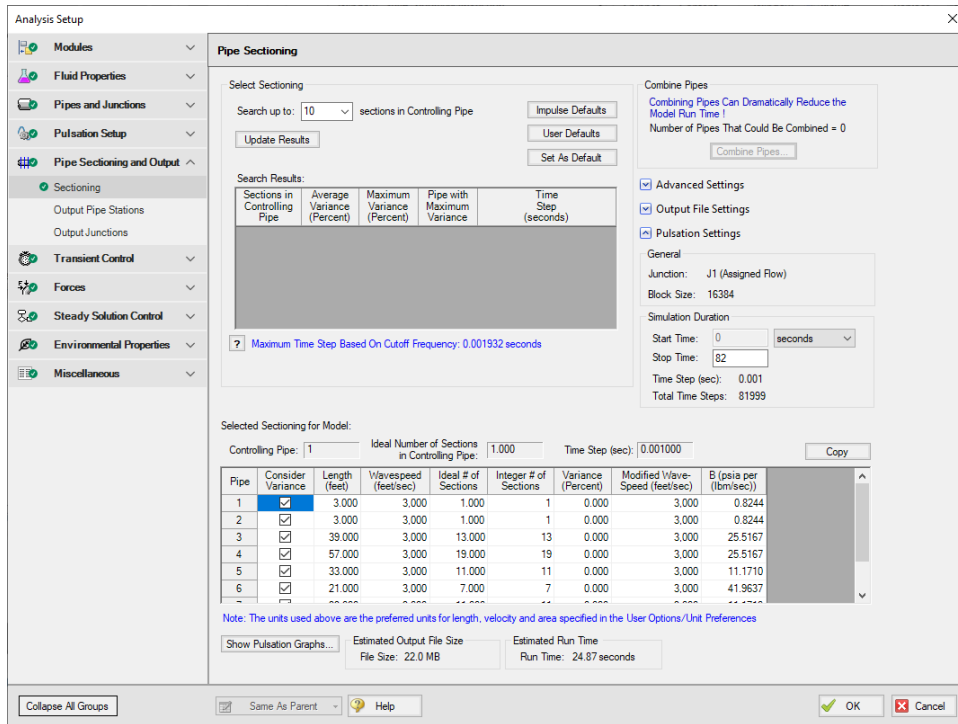 Analysis Setup
Modules
Fluid Properties
Pipes and Junctions
Pulsation Setup
Pipe Sectioning and Output
Sectioning
Output Pipe Stations
Output Junctions
Transient Control
Forces
Steady Solution Control
Environmental Properties
Miscellaneous
Collapse All Groups
Pipe Sectioning
Select Sectioning
Search up to: 10 sections in Controlling Pipe
Update Results
Impulse Defaults
User Defaults
Set As Default
Search Results:
Sections in Controlling Pipe
Average Variance (Percent)
Maximum Variance (Percent)
Pipe with Maximum Variance
Time Step (seconds)
? Maximum Time Step Based On Cutoff Frequency: 0.001932 seconds
Combine Pipes
Combining Pipes Can Dramatically Reduce the
Model Run Time !
Number of Pipes That Could Be Combined = 0
Combine Pipes...
Advanced Settings
Output File Settings
Pulsation Settings
General
Junction: J1 (Assigned Flow)
Block Size: 16384
Simulation Duration
Start Time: 0 seconds
Stop Time: 82
Time Step (sec): 0.001
Total Time Steps: 81999
Selected Sectioning for Model:
Controlling Pipe: 1
Ideal Number of Sections
in Controlling Pipe: 1.000
Time Step (sec): 0.001000
Copy
Pipe
Consider Variance
Length (feet)
Wavespeed (feet/sec)
Ideal # of Sections
Integer # of Sections
Variance (Percent)
Modified Wave-Speed (feet/sec)
B (psia per (lbm/sec))
1 3.000 3,000 1.000 1 0.000 3,000 0.8244
2 3.000 3,000 1.000 1 0.000 3,000 0.8244
3 39.000 3,000 13.000 13 0.000 3,000 25.5167
4 57.000 3,000 19.000 19 0.000 3,000 25.5167
5 33.000 3,000 11.000 11 0.000 3,000 11.1710
6 21.000 3,000 7.000 7 0.000 3,000 41.9637
Note: The units used above are the preferred units for length, velocity and area specified in the User Options/Unit Preferences
Show Pulsation Graphs...
Estimated Output File Size
File Size: 22.0 MB
Estimated Run Time
Run Time: 24.87 seconds
Same As Parent
Help
OK
Cancel